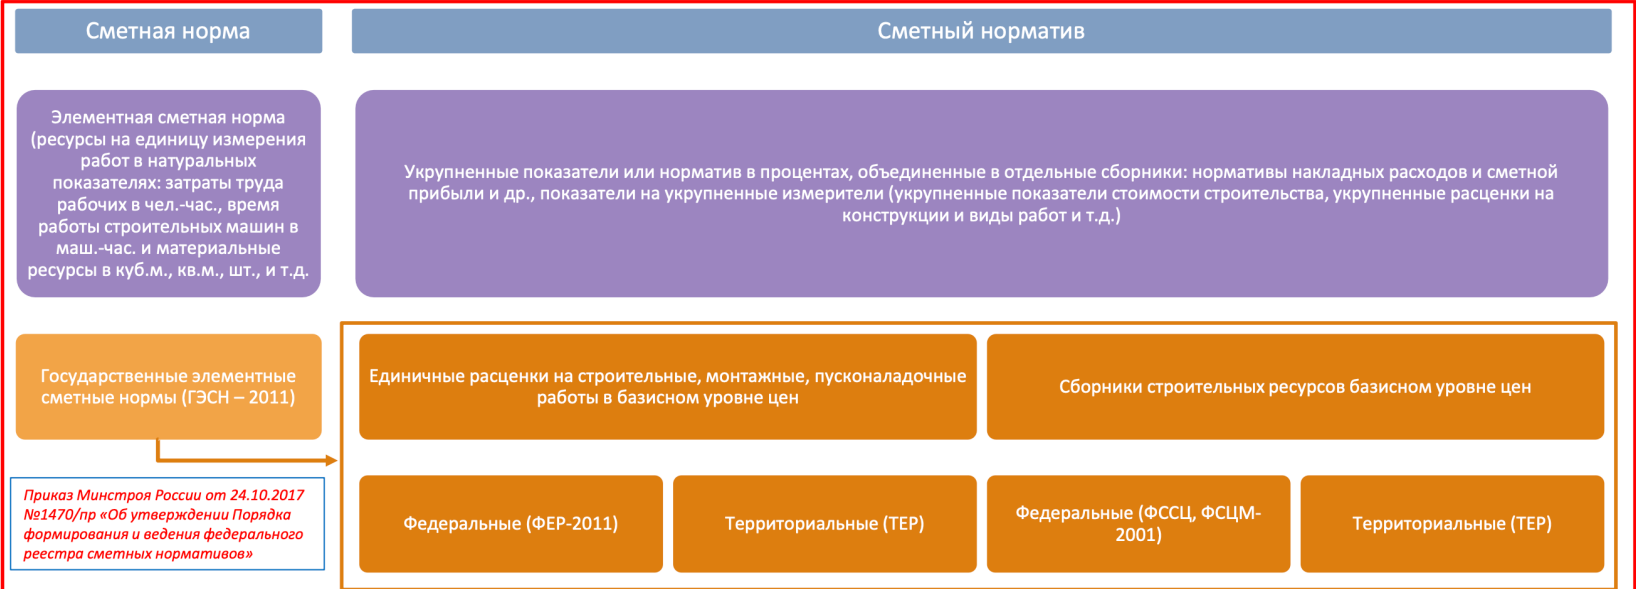 Сметная норма
Сметный норматив
Элементная сметная норма
(ресурсы на единицу измерения
работ в натуральных
показателях: затраты труда
рабочих в чел.-час., время
работы строительных машин в
маш.-час. и материальные
ресурсы в куб.м., кв.м., шт., и т.д.
Укрупненные показатели или норматив в процентах, объединенные в отдельные сборники: нормативы накладных расходов и сметной
прибыли и др., показатели на укрупненные измерители (укрупненные показатели стоимости строительства, укрупненные расценки на
конструкции и виды работ и т.д.)
Государственные элементные
сметные нормы (ГЭСН – 2011)
Единичные расценки на строительные, монтажные, пусконаладочные
работы в базисном уровне цен
Сборники строительных ресурсов базисном уровне цен
Приказ Минстроя России от 24.10.2017
№1470/пр «Об утверждении Порядка
формирования и ведения федерального
реестра сметных нормативов»
Федеральные (ФЕР-2011)
Территориальные (ТЕР)
Федеральные (ФССЦ, ФСЦМ-
2001)
Территориальные (ТЕР)